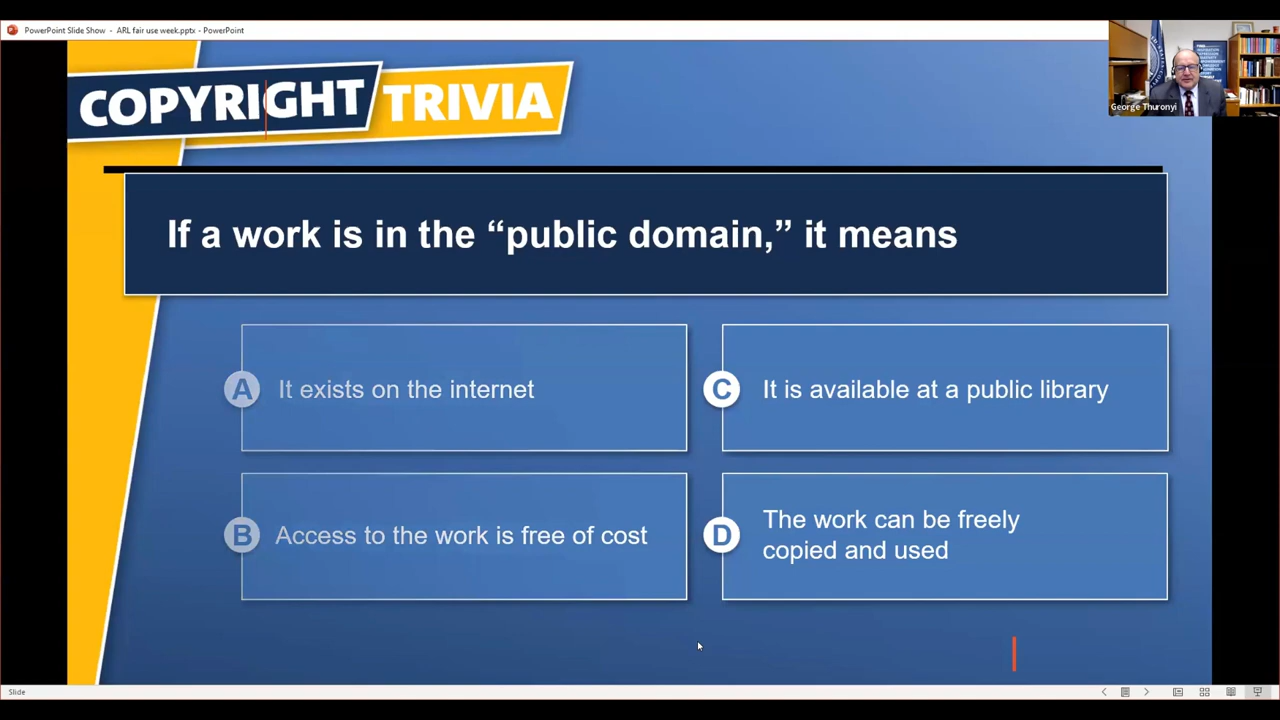 PowerPoint Slide Show - ARL fair use week.pptx - PowerPoint
George Thuronyi
COPYRIGHT TRIVIA
If a work is in the “public domain,” it means
A It exists on the internet
B Access to the work is free of cost
C It is available at a public library
D The work can be freely
copied and used
Slide